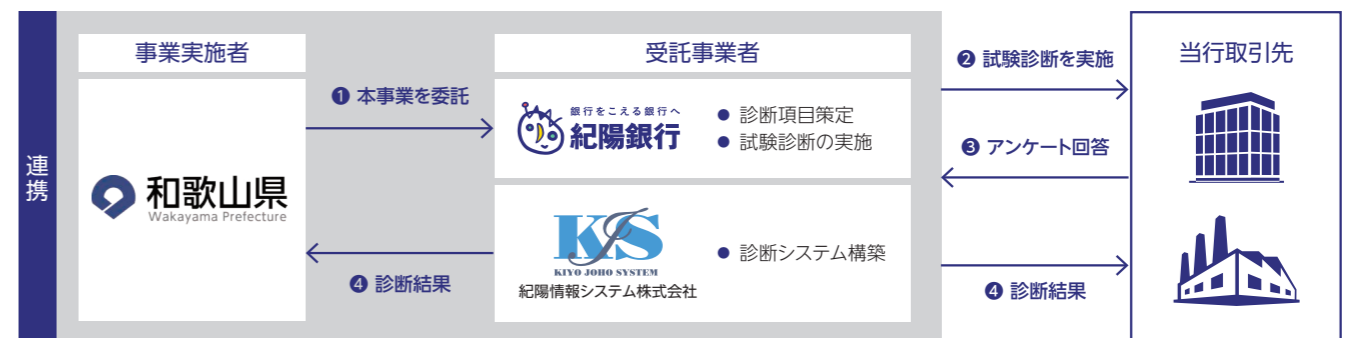 連携
事業実施者
和歌山県
Wakayama Prefecture
❶ 本事業を委託
❹ 診断結果
受託事業者
銀行をこえる銀行へ
紀陽銀行
● 診断項目策定
● 試験診断の実施
KJS
KIYO JOHO SYSTEM
紀陽情報システム株式会社
● 診断システム構築
❷ 試験診断を実施
❸ アンケート回答
❹ 診断結果
当行取引先